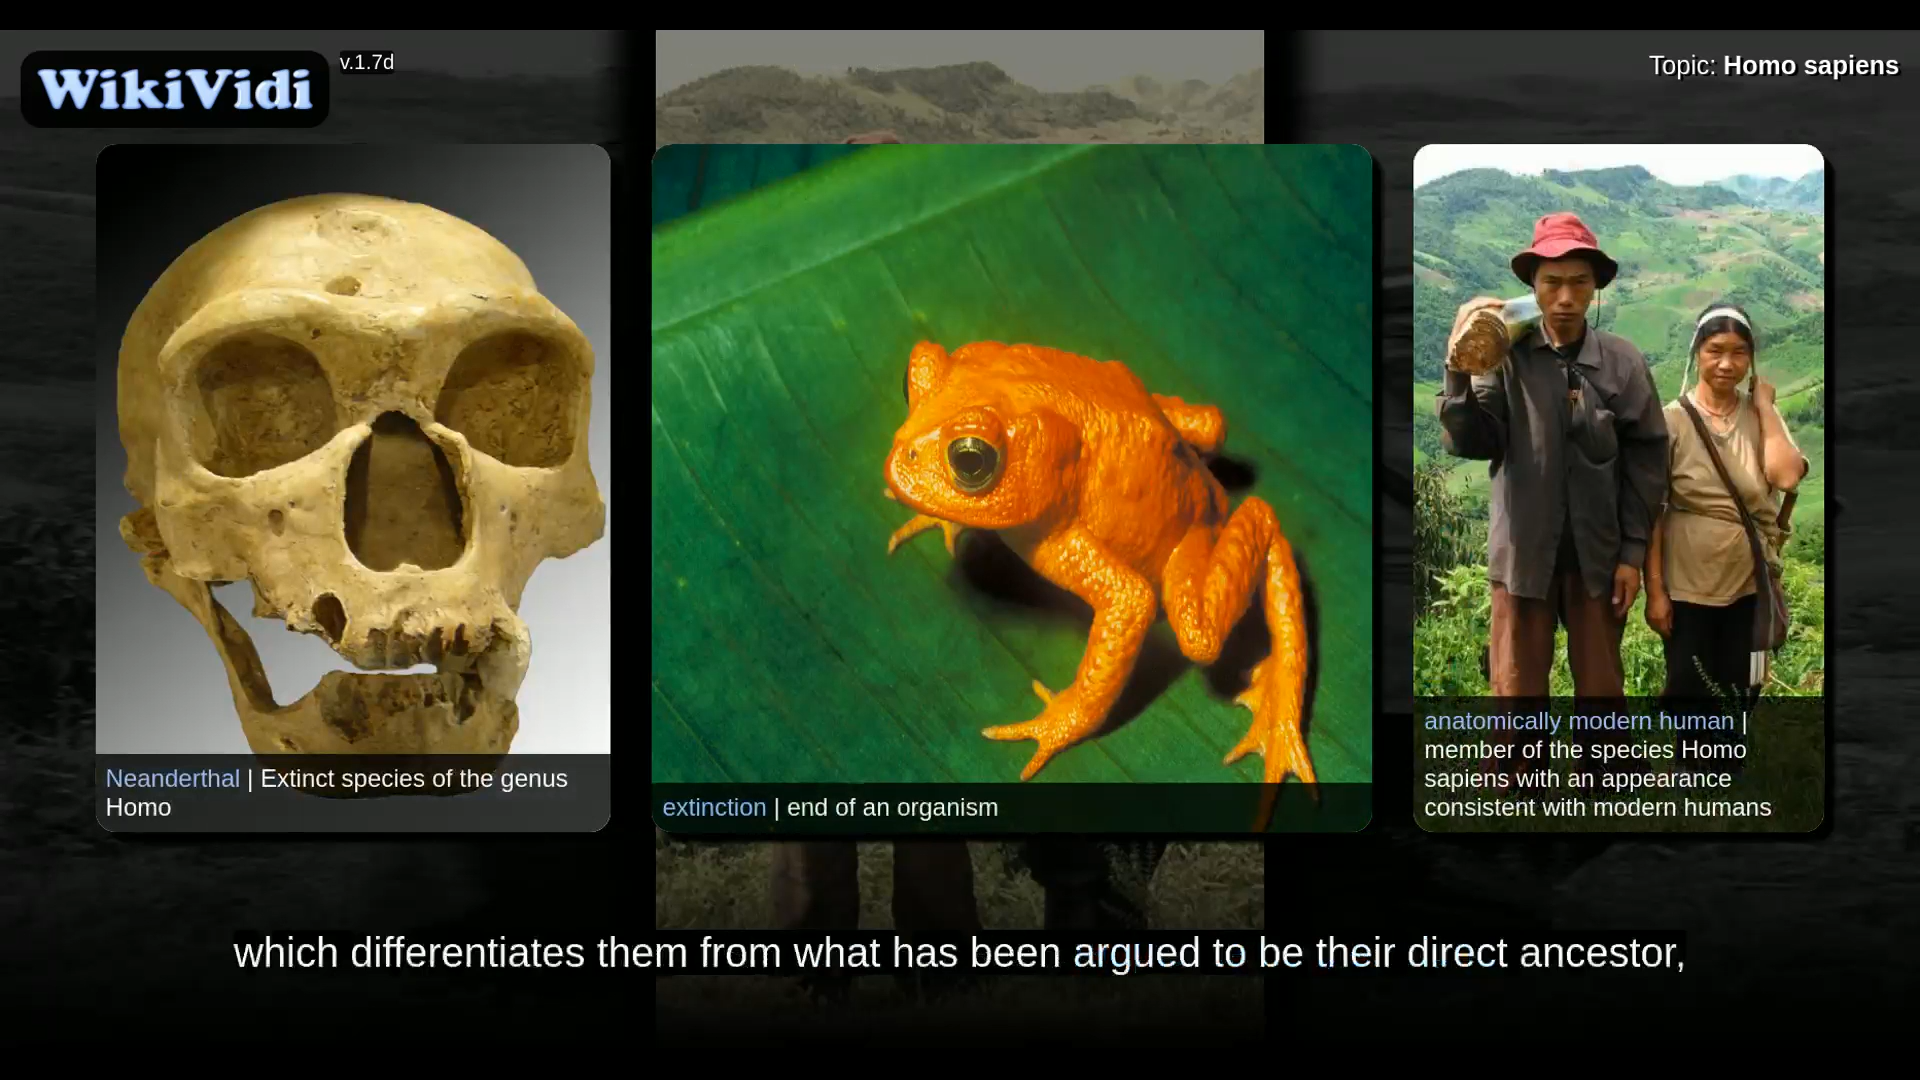 WikiVidi
v.1.7d
Topic: Homo sapiens
Neanderthal | Extinct species of the genus
Homo
extinction | end of an organism
anatomically modern human |
member of the species Homo
sapiens with an appearance
consistent with modern humans
which differentiates them from what has been argued to be their direct ancestor,